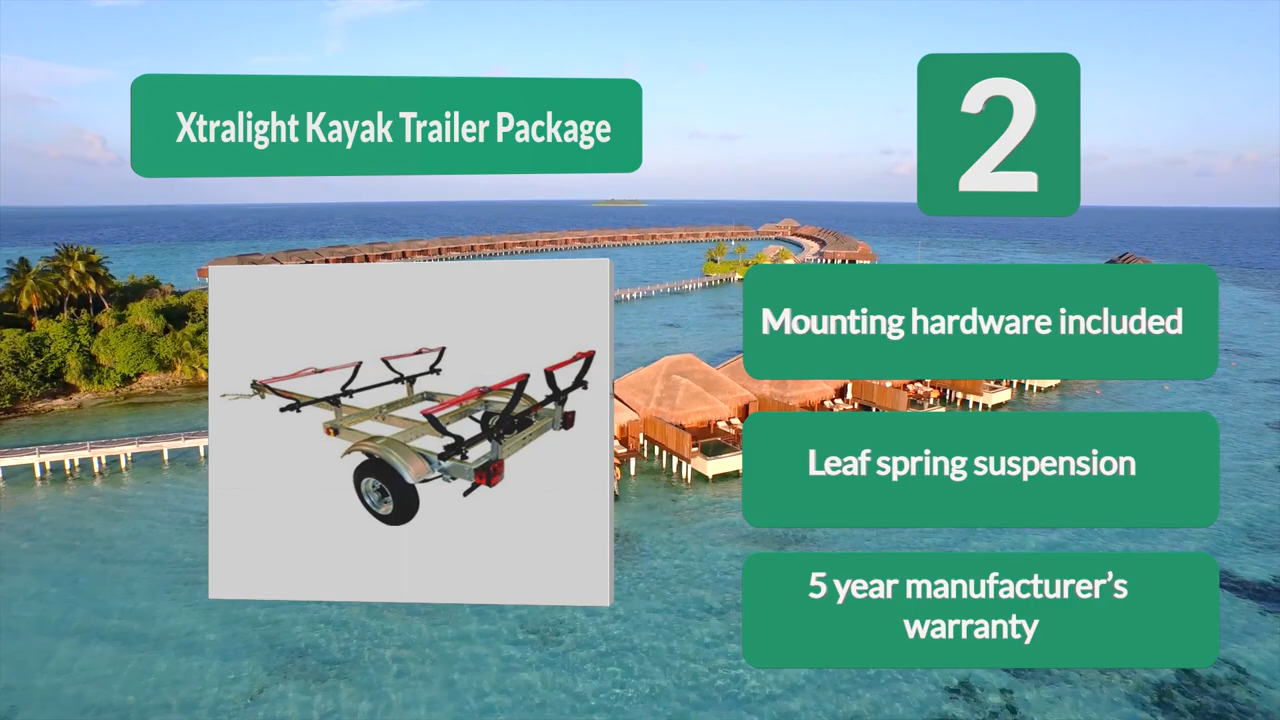 Xtralight Kayak Trailer Package
2
Mounting hardware included
Leaf spring suspension
5 year manufacturer’s
warranty